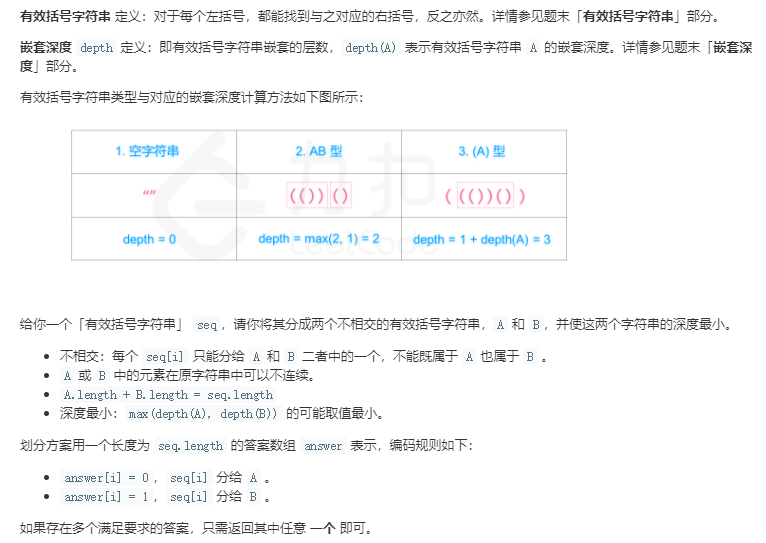 有效括号字符串 定义：对于每个左括号，都能找到与之对应的右括号，反之亦然。详情参见题末「有效括号字符串」部分。
嵌套深度 depth 定义：即有效括号字符串嵌套的层数，depth(A) 表示有效括号字符串 A 的嵌套深度。详情参见题末「嵌套深
度」部分。
有效括号字符串类型与对应的嵌套深度计算方法如下图所示：
力扣
LeetCode
1. 空字符串 2. AB 型 3. (A) 型
“” (())() ((())())
depth = 0 depth = max(2, 1) = 2 depth = 1 + depth(A) = 3
给你一个「有效括号字符串」 seq，请你将其分成两个不相交的有效括号字符串，A 和 B，并使这两个字符串的深度最小。
• 不相交：每个 seq[i] 只能分给 A 和 B 二者中的一个，不能既属于 A 也属于 B 。
• A 或 B 中的元素在原字符串中可以不连续。
• A.length + B.length = seq.length
• 深度最小：max(depth(A), depth(B)) 的可能取值最小。
划分方案用一个长度为 seq.length 的答案数组 answer 表示，编码规则如下：
• answer[i] = 0，seq[i] 分给 A 。
• answer[i] = 1，seq[i] 分给 B 。
如果存在多个满足要求的答案，只需返回其中任意 一个 即可。